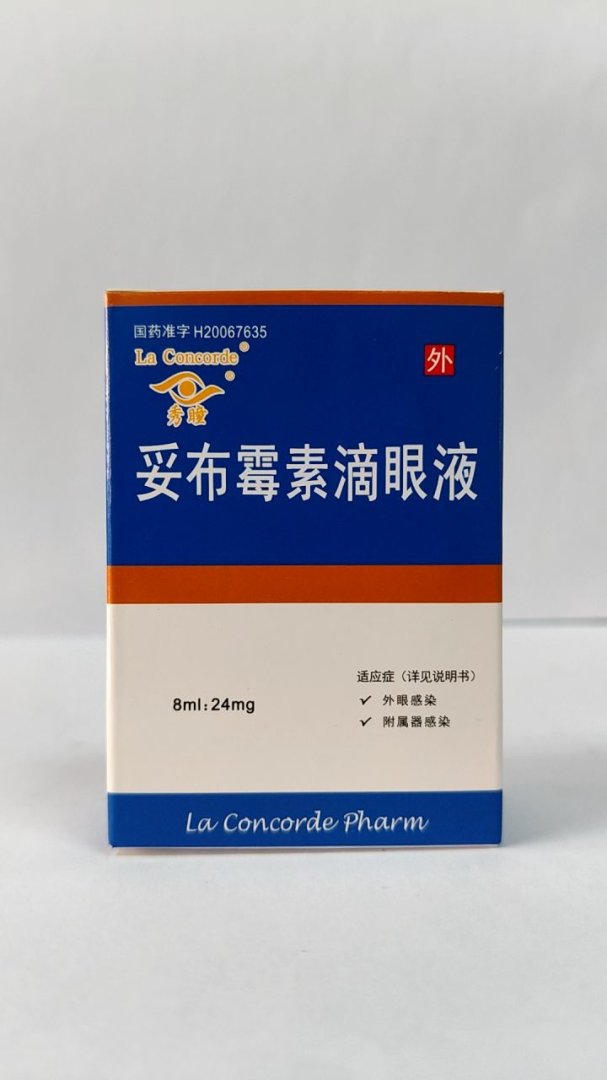 国药准字 H20067635
La Concorde®
外
®
秀瞳
妥布霉素滴眼液
适应症（详见说明书）
8ml:24mg
✓ 外眼感染
✓ 附属器感染
La Concorde Pharm